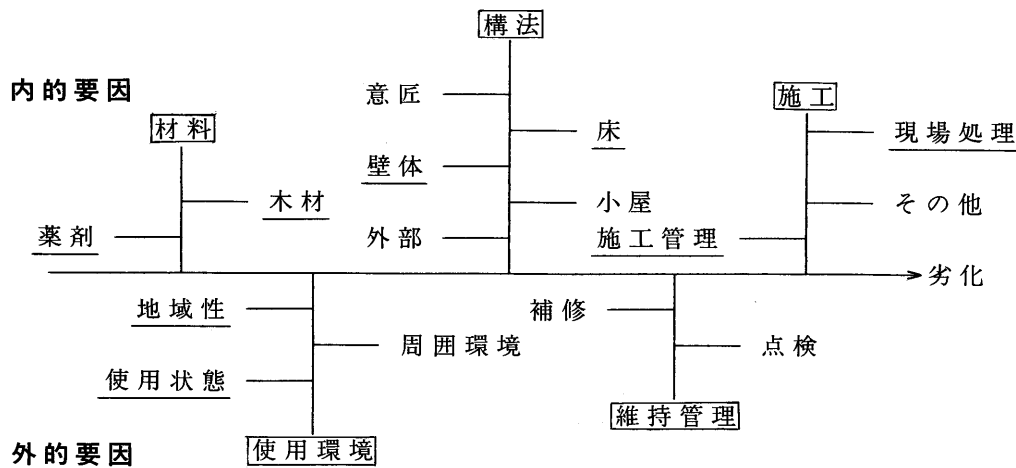 構法
内的要因
意匠
施工
材料
床
現場処理
壁体
木材
小屋
その他
薬剤
外部
施工管理
劣化
地域性
補修
周囲環境
点検
使用状態
維持管理
外的要因
使用環境